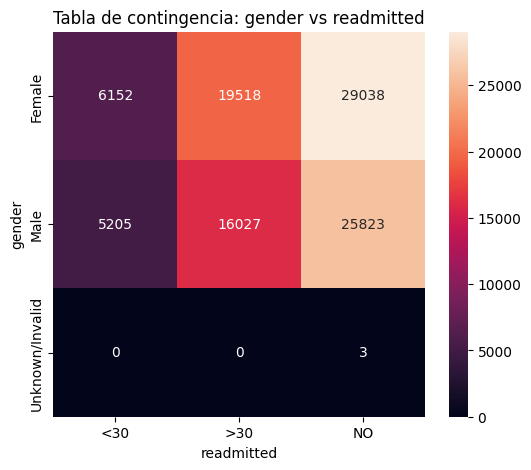 Tabla de contingencia: gender vs readmitted
gender
Female
6152 19518 29038
Male
5205 16027 25823
Unknown/Invalid
0 0 3
<30 >30 NO
readmitted
25000
20000
15000
10000
5000
0